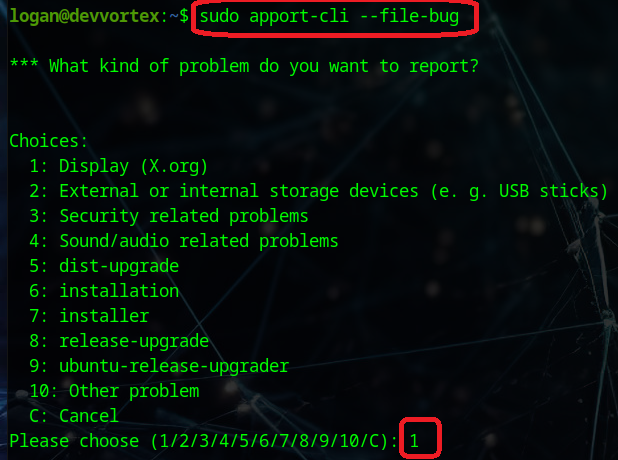 logan@devvortex:~$ sudo apport-cli --file-bug
*** What kind of problem do you want to report?
Choices:
1: Display (X.org)
2: External or internal storage devices (e. g. USB sticks)
3: Security related problems
4: Sound/audio related problems
5: dist-upgrade
6: installation
7: installer
8: release-upgrade
9: ubuntu-release-upgrader
10: Other problem
C: Cancel
Please choose (1/2/3/4/5/6/7/8/9/10/C): 1